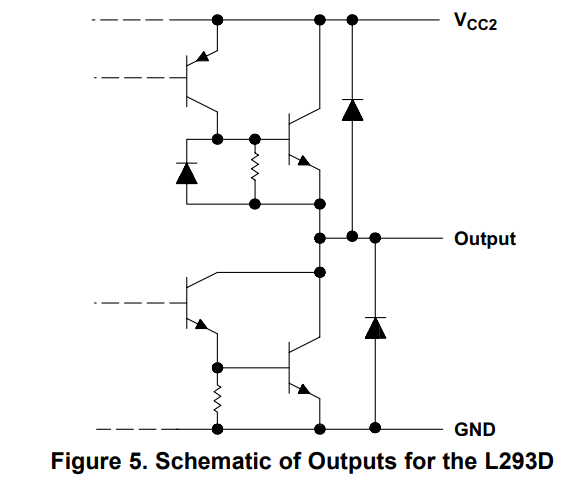 VCC2
Output
GND
Figure 5. Schematic of Outputs for the L293D